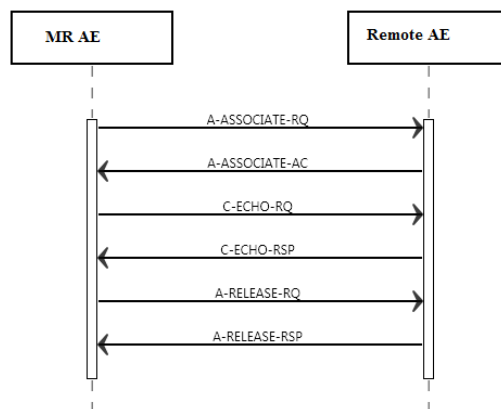 MR AE
Remote AE
A-ASSOCIATE-RQ
A-ASSOCIATE-AC
C-ECHO-RQ
C-ECHO-RSP
A-RELEASE-RQ
A-RELEASE-RSP